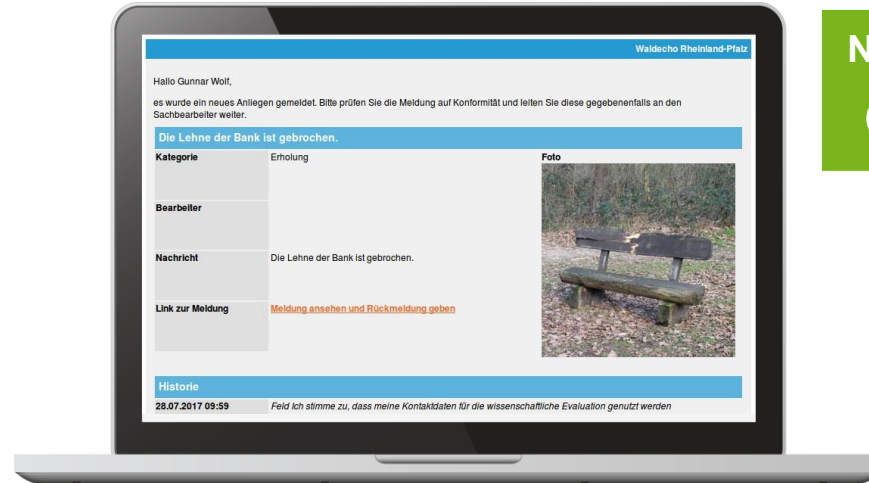 Waldecho Rheinland-Pfalz
Hallo Gunnar Wolf,
es wurde ein neues Anliegen gemeldet. Bitte prüfen Sie die Meldung auf Konformität und leiten Sie diese gegebenenfalls an den
Sachbearbeiter weiter.
Die Lehne der Bank ist gebrochen.
Kategorie Erholung Foto
Bearbeiter
Nachricht Die Lehne der Bank ist gebrochen.
Link zur Meldung Meldung ansehen und Rückmeldung geben
Historie
28.07.2017 09:59 Feld Ich stimme zu, dass meine Kontaktdaten für die wissenschaftliche Evaluation genutzt werden